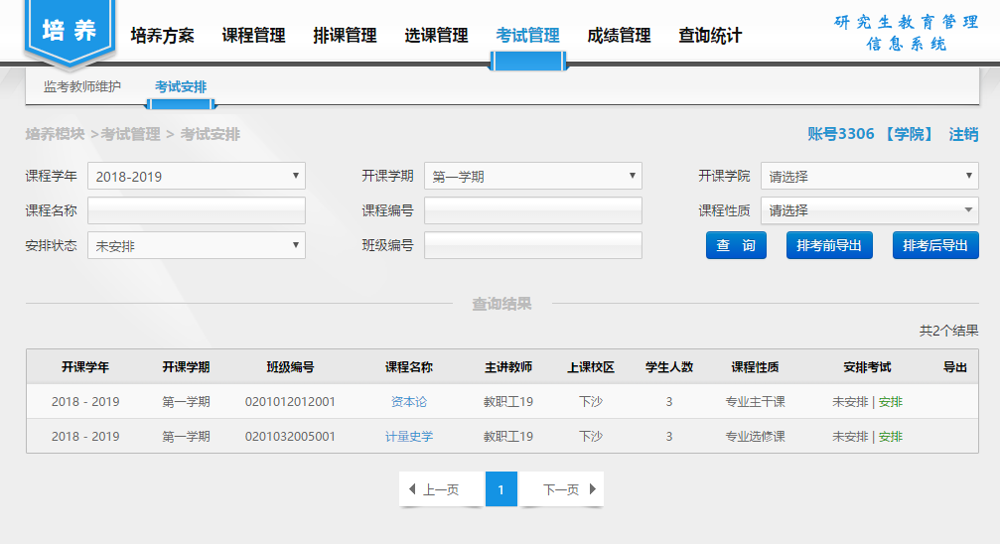 培养
培养方案 课程管理 排课管理 选课管理 考试管理 成绩管理 查询统计
研究生教育管理
信息系统
监考教师维护 考试安排
培养模块 >考试管理 > 考试安排
账号3306 【学院】 注销
课程学年 2018-2019 开课学期 第一学期 开课学院 请选择
课程名称 课程编号 课程性质 请选择
安排状态 未安排 班级编号 查 询 排考前导出 排考后导出
查询结果
共2个结果
开课学年 开课学期 班级编号 课程名称 主讲教师 上课校区 学生人数 课程性质 安排考试 导出
2018 - 2019 第一学期 0201012012001 资本论 教职工19 下沙 3 专业主干课 未安排 | 安排
2018 - 2019 第一学期 0201032005001 计量史学 教职工19 下沙 3 专业选修课 未安排 | 安排
上一页 1 下一页